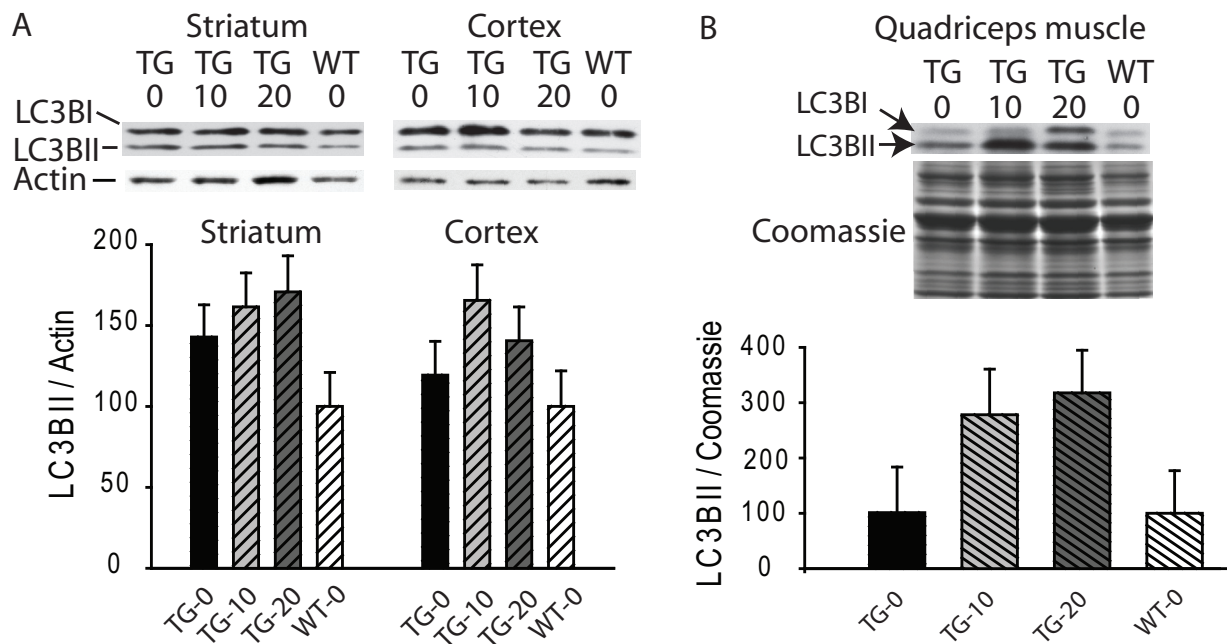 A
Striatum
Cortex
TG TG TG WT
0 10 20 0
TG TG TG WT
0 10 20 0
LC3BI
LC3BII
Actin
Striatum
Cortex
LC3BII / Actin
200
150
100
50
0
TG-0
TG-10
TG-20
WT-0
TG-0
TG-10
TG-20
WT-0
B
Quadriceps muscle
TG TG TG WT
0 10 20 0
LC3BI
LC3BII
Coomassie
LC3BII / Coomassie
400
300
200
100
0
TG-0
TG-10
TG-20
WT-0